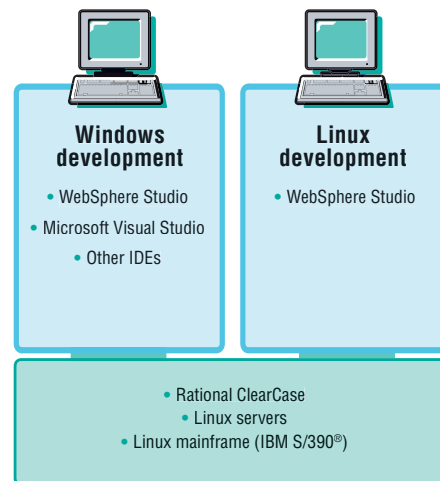 Windows
development
• WebSphere Studio
• Microsoft Visual Studio
• Other IDEs
Linux
development
• WebSphere Studio
• Rational ClearCase
• Linux servers
• Linux mainframe (IBM S/390®)